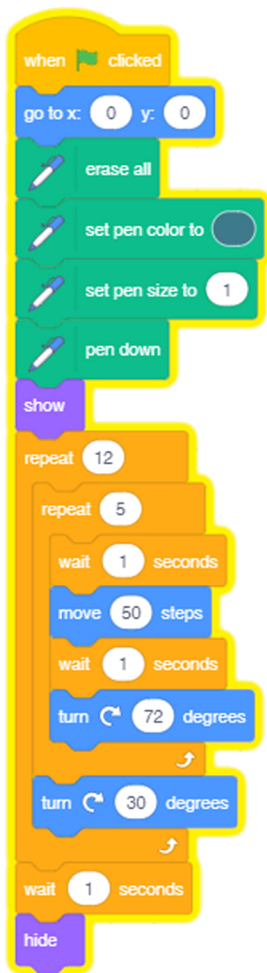 when clicked
go to x: 0 y: 0
erase all
set pen color to
set pen size to 1
pen down
show
repeat 12
repeat 5
wait 1 seconds
move 50 steps
wait 1 seconds
turn 72 degrees
turn 30 degrees
wait 1 seconds
hide